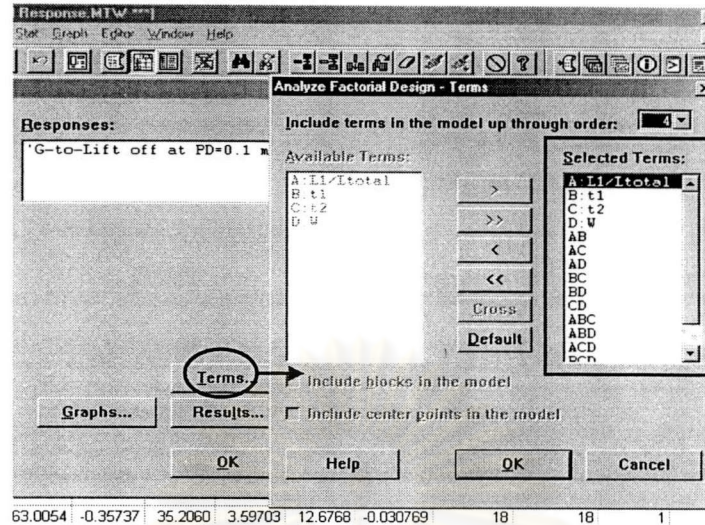 Response.MTW ***]
Stat Graph Editor Window Help
Analyze Factorial Design - Terms
Responses:
'G-to-Lift off at PD=0.1 m
Include terms in the model up through order: 4
Available Terms:
A:L1/Ltotal
B:t1
C:t2
D:W
>
>>
<
<<
Cross
Default
Selected Terms:
A:L1/Ltotal
B:t1
C:t2
D:W
AB
AC
AD
BC
BD
CD
ABC
ABD
ACD
BCD
Terms...
Include blocks in the model
Graphs...
Results...
Include center points in the model
OK
Help
OK
Cancel
63.0054 -0.35737 35.2060 3.59703 12.6768 -0.030769 18 18 1